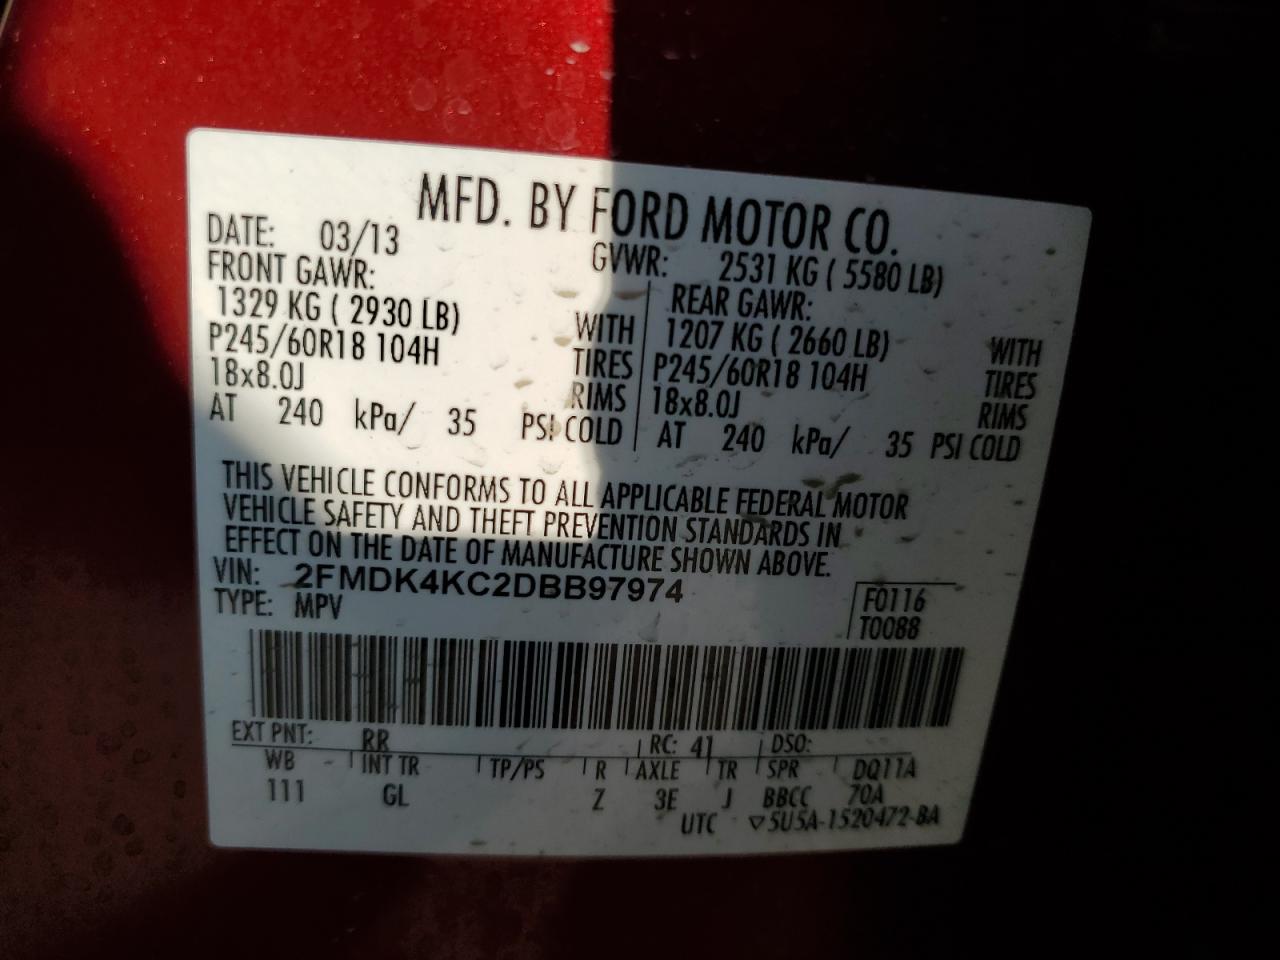 MFD. BY FORD MOTOR CO.
DATE: 03/13 GVWR: 2531 KG ( 5580 LB)
FRONT GAWR: REAR GAWR:
1329 KG ( 2930 LB) WITH 1207 KG ( 2660 LB) WITH
P245/60R18 104H TIRES P245/60R18 104H TIRES
18x8.0J RIMS 18x8.0J RIMS
AT 240 kPa/ 35 PSI COLD AT 240 kPa/ 35 PSI COLD
THIS VEHICLE CONFORMS TO ALL APPLICABLE FEDERAL MOTOR
VEHICLE SAFETY AND THEFT PREVENTION STANDARDS IN
EFFECT ON THE DATE OF MANUFACTURE SHOWN ABOVE.
VIN: 2FMDK4KC2DBB97974
TYPE: MPV
F0116
T0088
EXT PNT: RR RC: 41 DSO:
WB INT TR TP/PS R AXLE TR SPR DQ11A
111 GL Z 3E J BBCC 70A
UTC ▽5U5A-1520472-BA